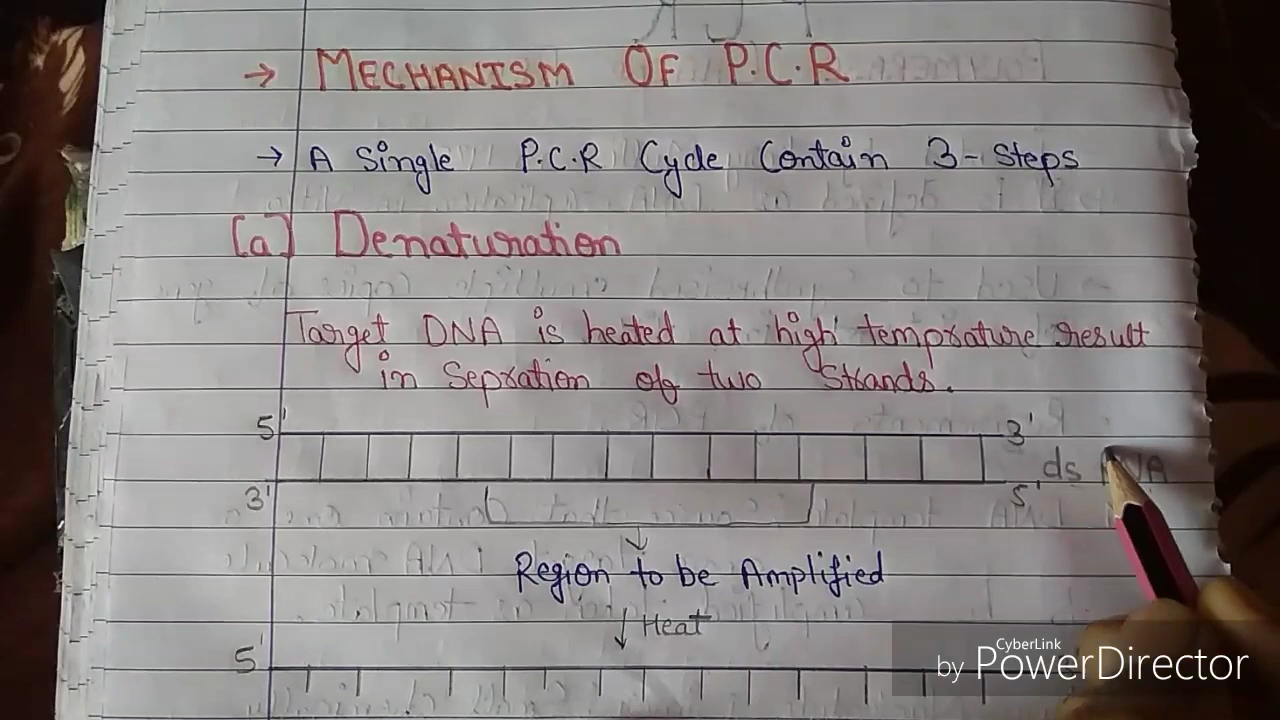 → MECHANISM OF P.C.R
→ A Single P.C.R Cycle Contain 3-Steps
[a] Denaturation
Target DNA is heated at high temprature result
in Sepration of two Strands.
5' 3'
ds DNA
3' 5'
Region to be Amplified
↓ Heat
5'
CyberLink
by PowerDirector